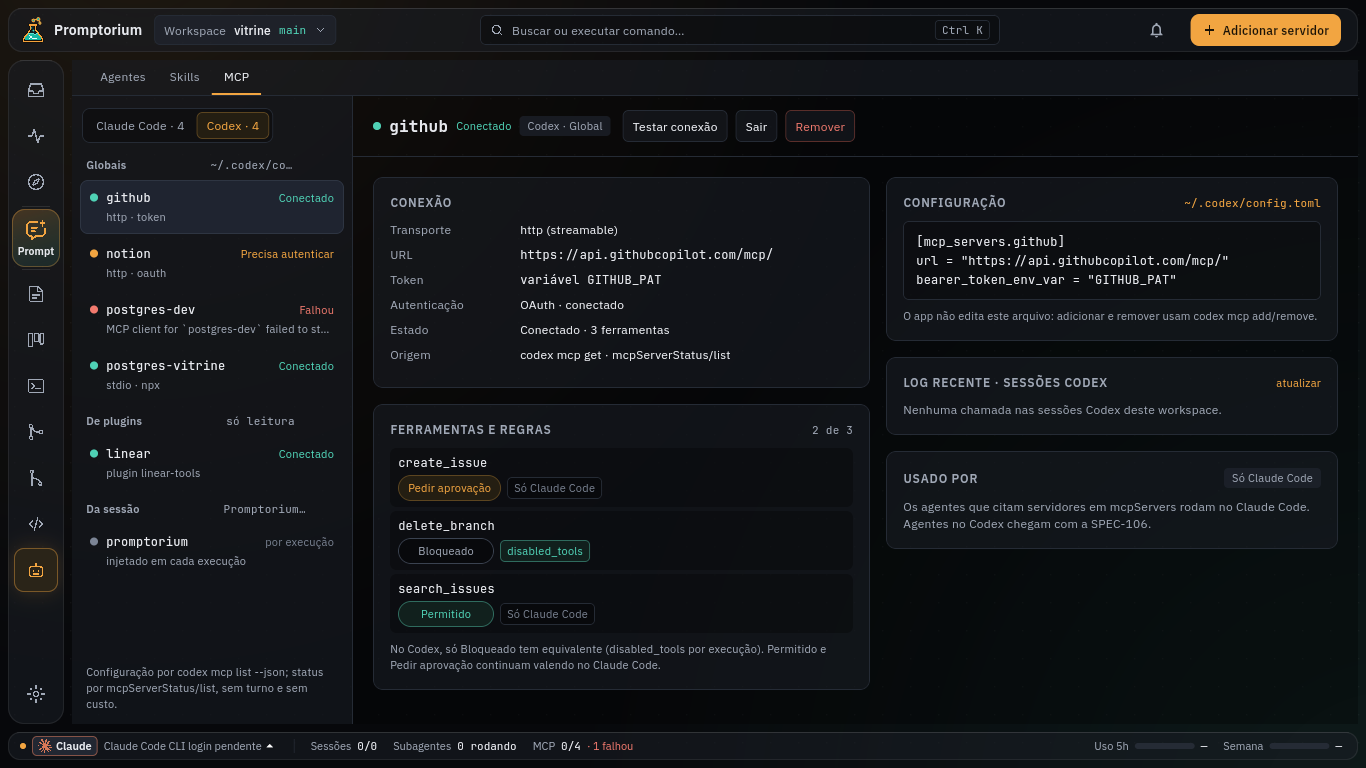 Promptorium
Workspace vitrine main
Buscar ou executar comando...
Ctrl K
+ Adicionar servidor
Agentes
Skills
MCP
Prompt
Claude Code · 4
Codex · 4
Globais
~/.codex/co…
github
Conectado
http · token
notion
Precisa autenticar
http · oauth
postgres-dev
Falhou
MCP client for `postgres-dev` failed to st…
postgres-vitrine
Conectado
stdio · npx
De plugins
só leitura
linear
Conectado
plugin linear-tools
Da sessão
Promptorium…
promptorium
por execução
injetado em cada execução
Configuração por codex mcp list --json; status
por mcpServerStatus/list, sem turno e sem
custo.
github
Conectado
Codex · Global
Testar conexão
Sair
Remover
CONEXÃO
Transporte
http (streamable)
URL
https://api.githubcopilot.com/mcp/
Token
variável GITHUB_PAT
Autenticação
OAuth · conectado
Estado
Conectado · 3 ferramentas
Origem
codex mcp get · mcpServerStatus/list
FERRAMENTAS E REGRAS
2 de 3
create_issue
Pedir aprovação
Só Claude Code
delete_branch
Bloqueado
disabled_tools
search_issues
Permitido
Só Claude Code
No Codex, só Bloqueado tem equivalente (disabled_tools por execução). Permitido e
Pedir aprovação continuam valendo no Claude Code.
CONFIGURAÇÃO
~/.codex/config.toml
[mcp_servers.github]
url = "https://api.githubcopilot.com/mcp/"
bearer_token_env_var = "GITHUB_PAT"
O app não edita este arquivo: adicionar e remover usam codex mcp add/remove.
LOG RECENTE · SESSÕES CODEX
atualizar
Nenhuma chamada nas sessões Codex deste workspace.
USADO POR
Só Claude Code
Os agentes que citam servidores em mcpServers rodam no Claude Code.
Agentes no Codex chegam com a SPEC-106.
Claude
Claude Code CLI login pendente
Sessões 0/0
Subagentes 0 rodando
MCP 0/4 · 1 falhou
Uso 5h —
Semana —